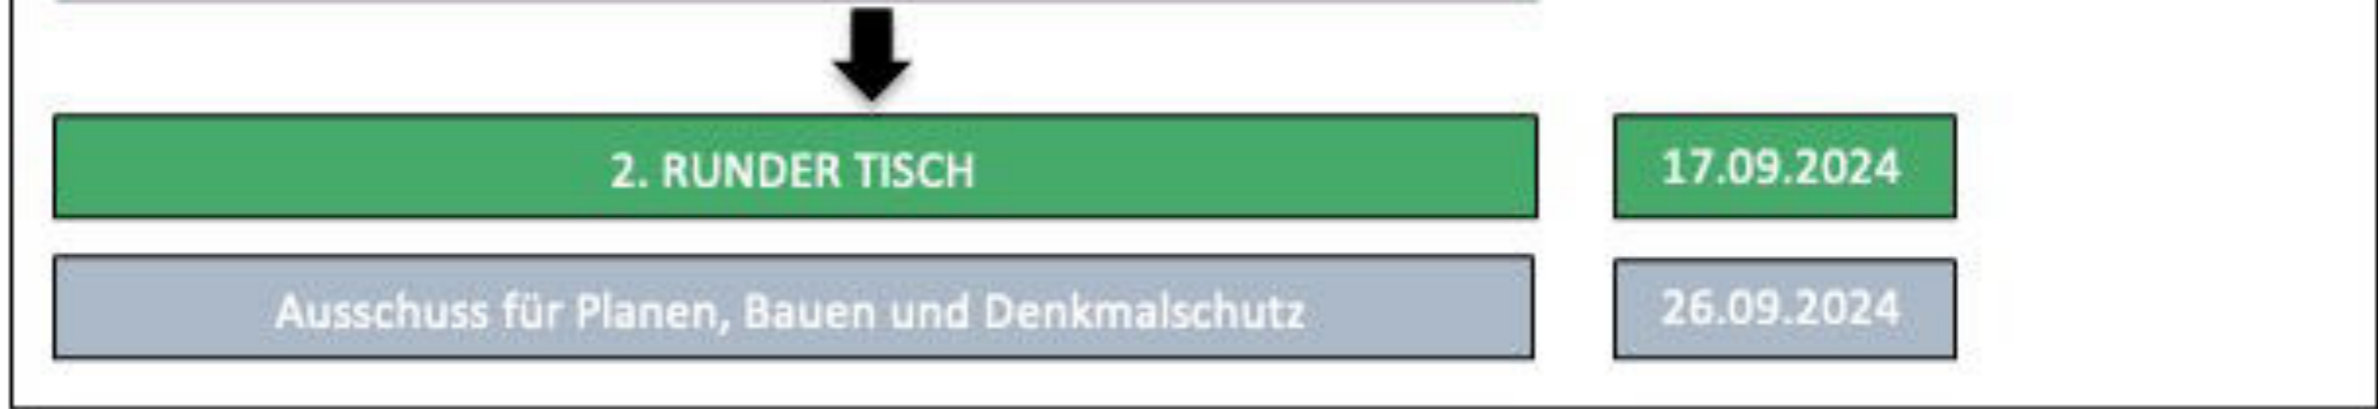 2. RUNDER TISCH
17.09.2024
Ausschuss für Planen, Bauen und Denkmalschutz
26.09.2024